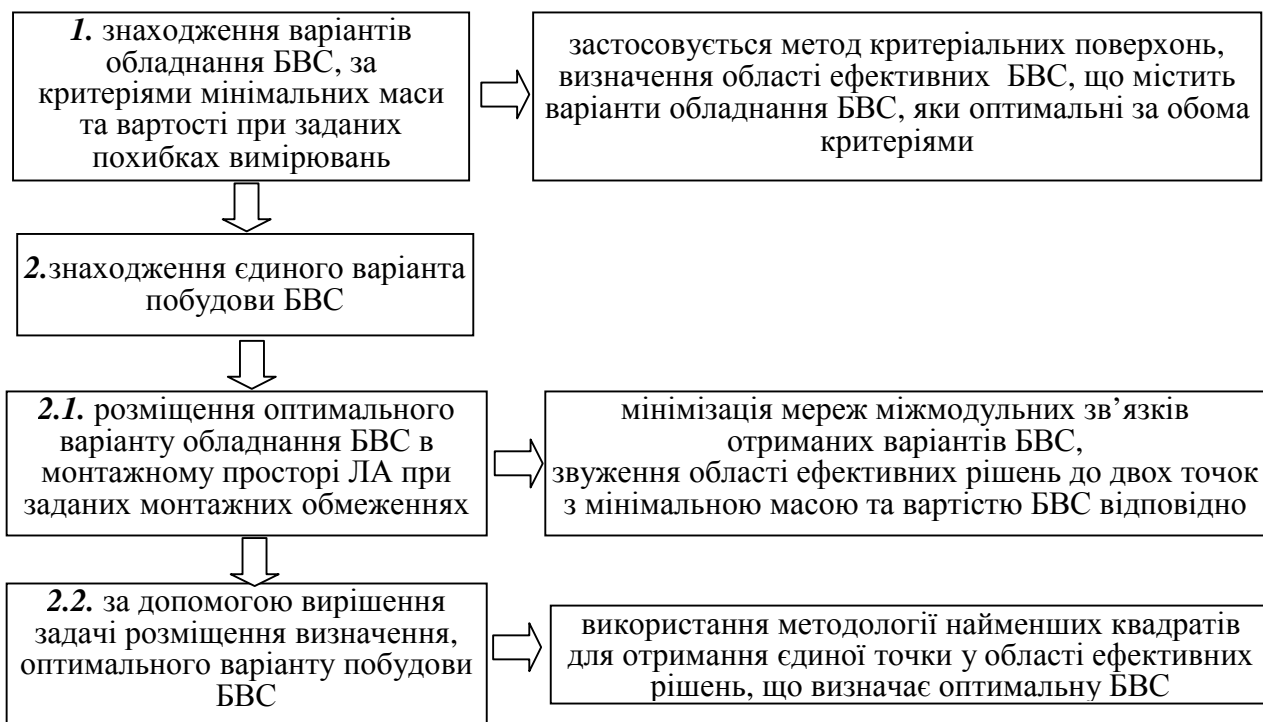 1. знаходження варіантів
обладнання БВС, за
критеріями мінімальних маси
та вартості при заданих
похибках вимірювань
застосовується метод критеріальних поверхонь,
визначення області ефективних БВС, що містить
варіанти обладнання БВС, яки оптимальні за обома
критеріями
2.знаходження єдиного варіанта
побудови БВС
2.1. розміщення оптимального
варіанту обладнання БВС в
монтажному просторі ЛА при
заданих монтажних обмеженнях
мінімізація мереж міжмодульних зв’язків
отриманих варіантів БВС,
звуження області ефективних рішень до двох точок
з мінімальною масою та вартістю БВС відповідно
2.2. за допомогою вирішення
задачі розміщення визначення,
оптимального варіанту побудови
БВС
використання методології найменших квадратів
для отримання єдиної точки у області ефективних
рішень, що визначає оптимальну БВС